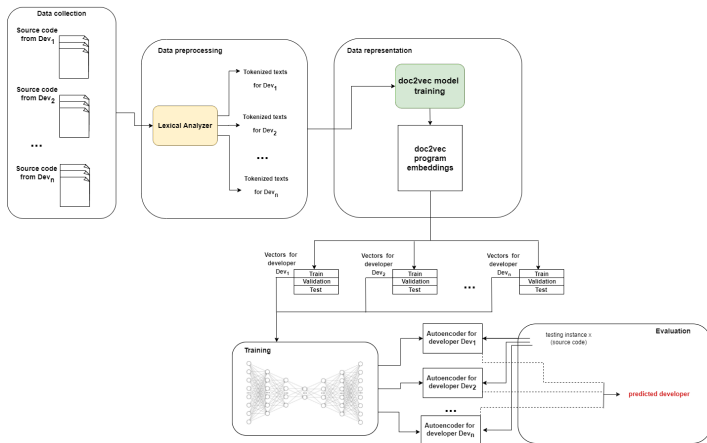 Data collection
Source code
from Dev1
Source code
from Dev2
...
Source code
from Devn
Data preprocessing
Lexical Analyzer
Tokenized texts
for Dev1
Tokenized texts
for Dev2
...
Tokenized texts
for Devn
Data representation
doc2vec model
training
doc2vec
program
embeddings
Vectors for
developer
Dev1
Train
Validation
Test
Vectors for
developer
Dev2
Train
Validation
Test
...
Vectors for
developer
Devn
Train
Validation
Test
Training
Autoencoder for
developer Dev1
Autoencoder for
developer Dev2
...
Autoencoder for
developer Devn
Evaluation
testing instance x
(source code)
predicted developer